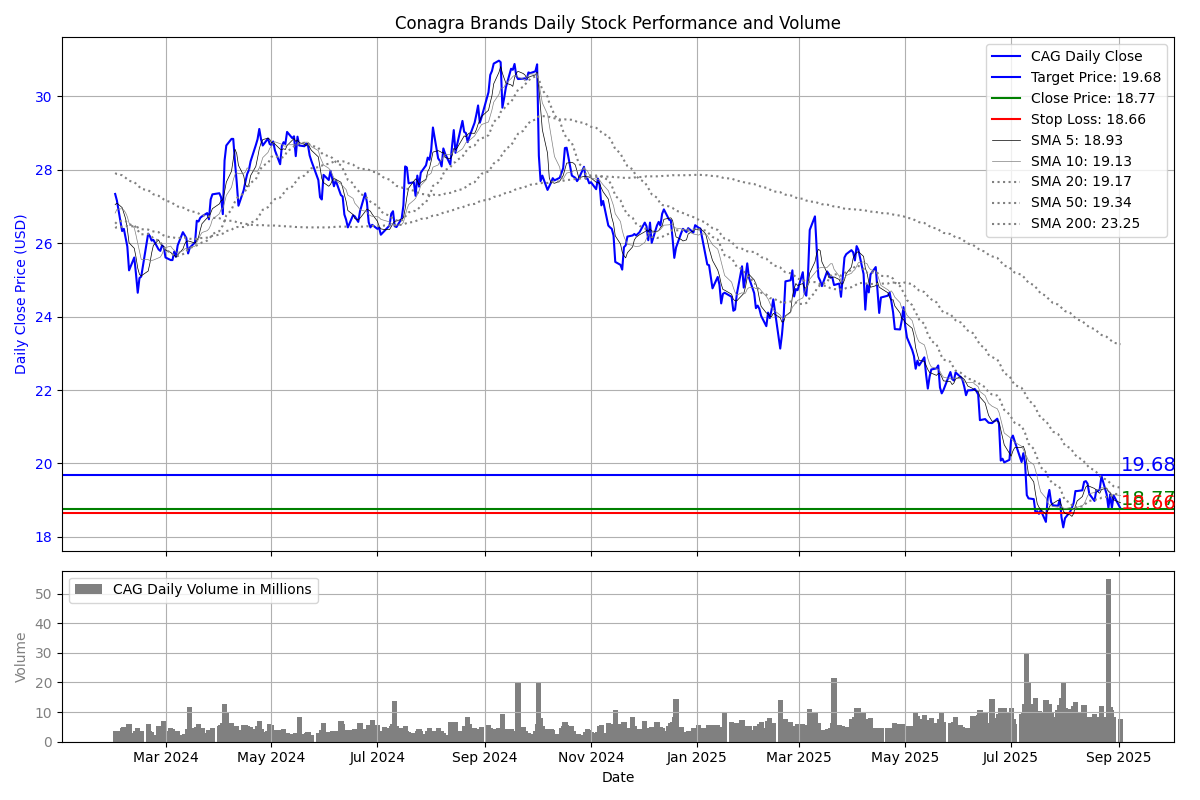 Conagra Brands Daily Stock Performance and Volume
Daily Close Price (USD)
30
28
26
24
22
20
18
CAG Daily Close
Target Price: 19.68
Close Price: 18.77
Stop Loss: 18.66
SMA 5: 18.93
SMA 10: 19.13
SMA 20: 19.17
SMA 50: 19.34
SMA 200: 23.25
19.68
18.77
18.66
Volume
50
40
30
20
10
0
CAG Daily Volume in Millions
Mar 2024
May 2024
Jul 2024
Sep 2024
Nov 2024
Jan 2025
Mar 2025
May 2025
Jul 2025
Sep 2025
Date